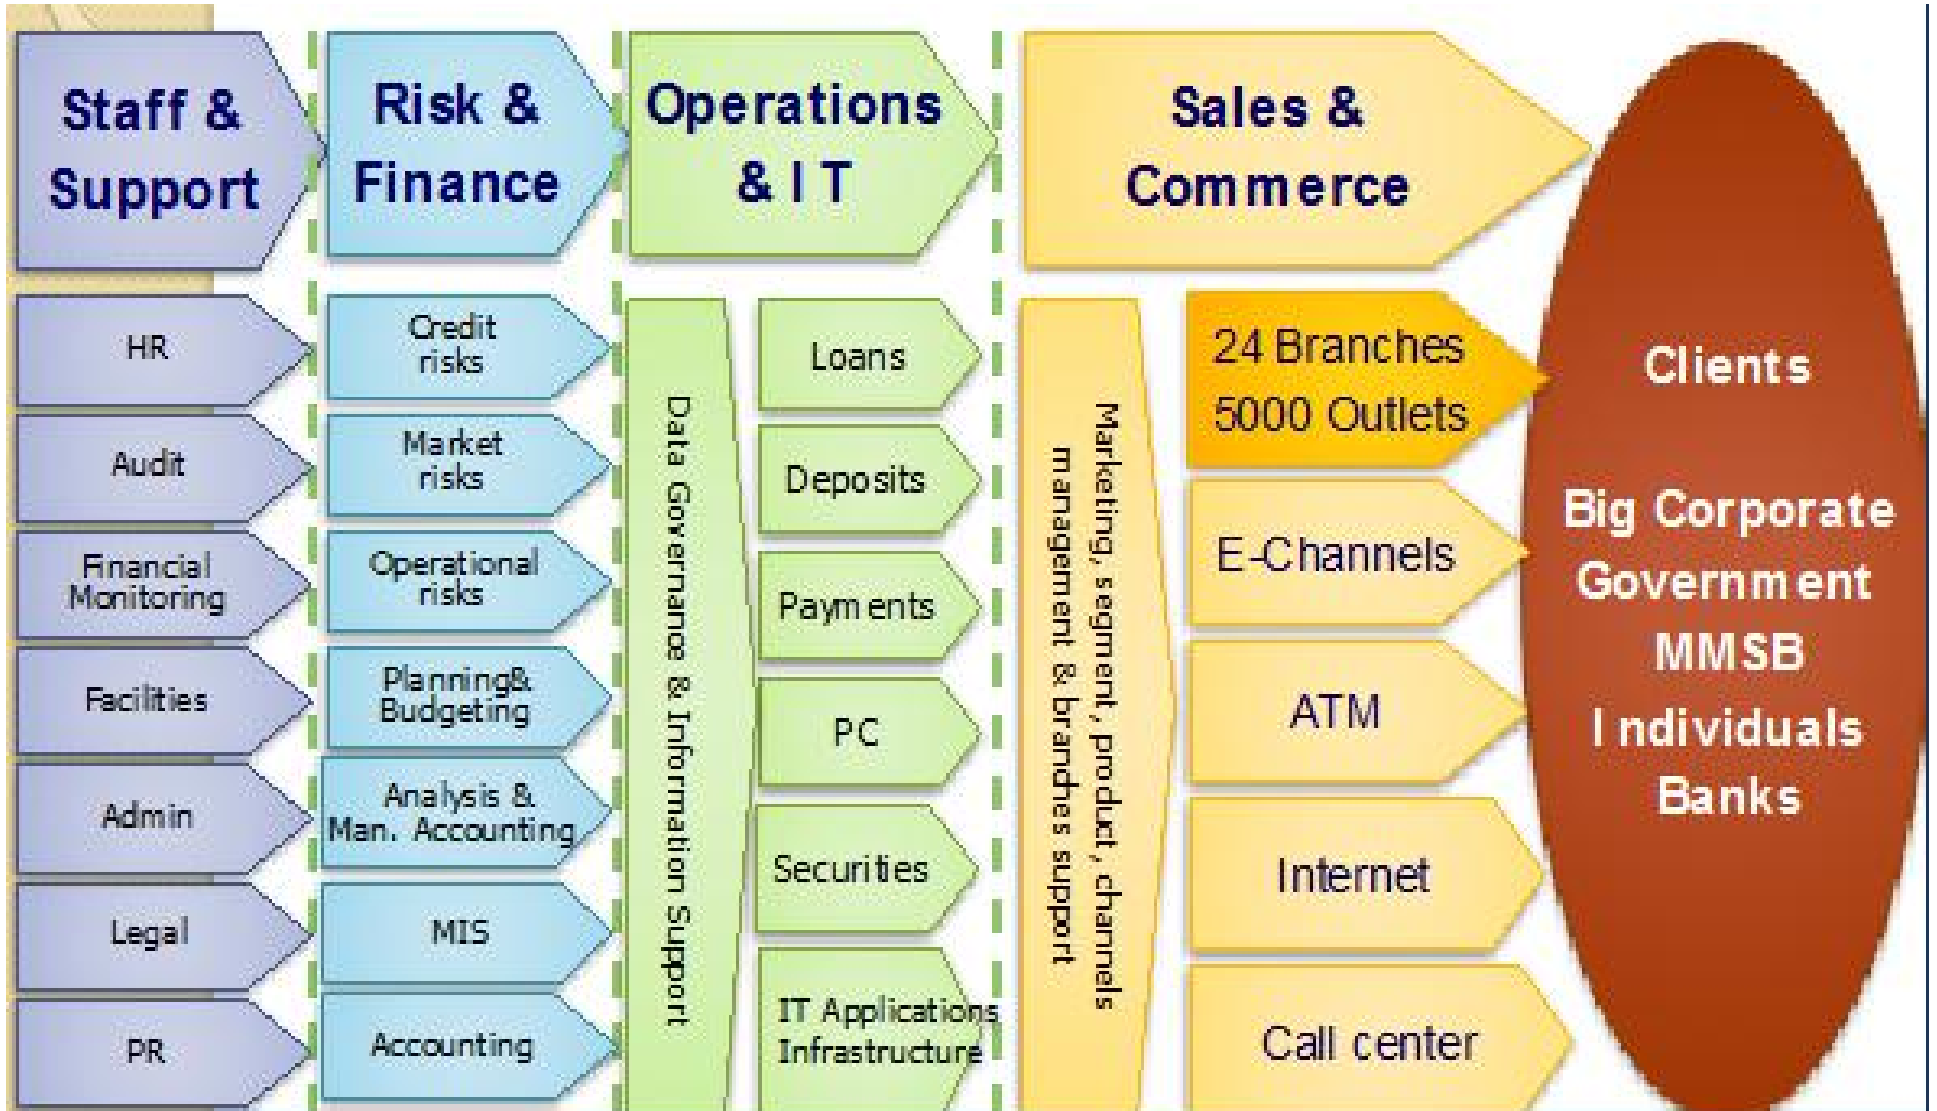 Staff &
Support
Risk &
Finance
Operations
& IT
Sales &
Commerce
HR
Audit
Financial
Monitoring
Facilities
Admin
Legal
PR
Credit
risks
Market
risks
Operational
risks
Planning&
Budgeting
Analysis &
Man. Accounting
MIS
Accounting
Data Governance & Information Support
Loans
Deposits
Payments
PC
Securities
IT Applications
Infrastructure
Marketing, segment, product, channels
management & branches support
24 Branches
5000 Outlets
E-Channels
ATM
Internet
Call center
Clients
Big Corporate
Government
MMSB
Individuals
Banks